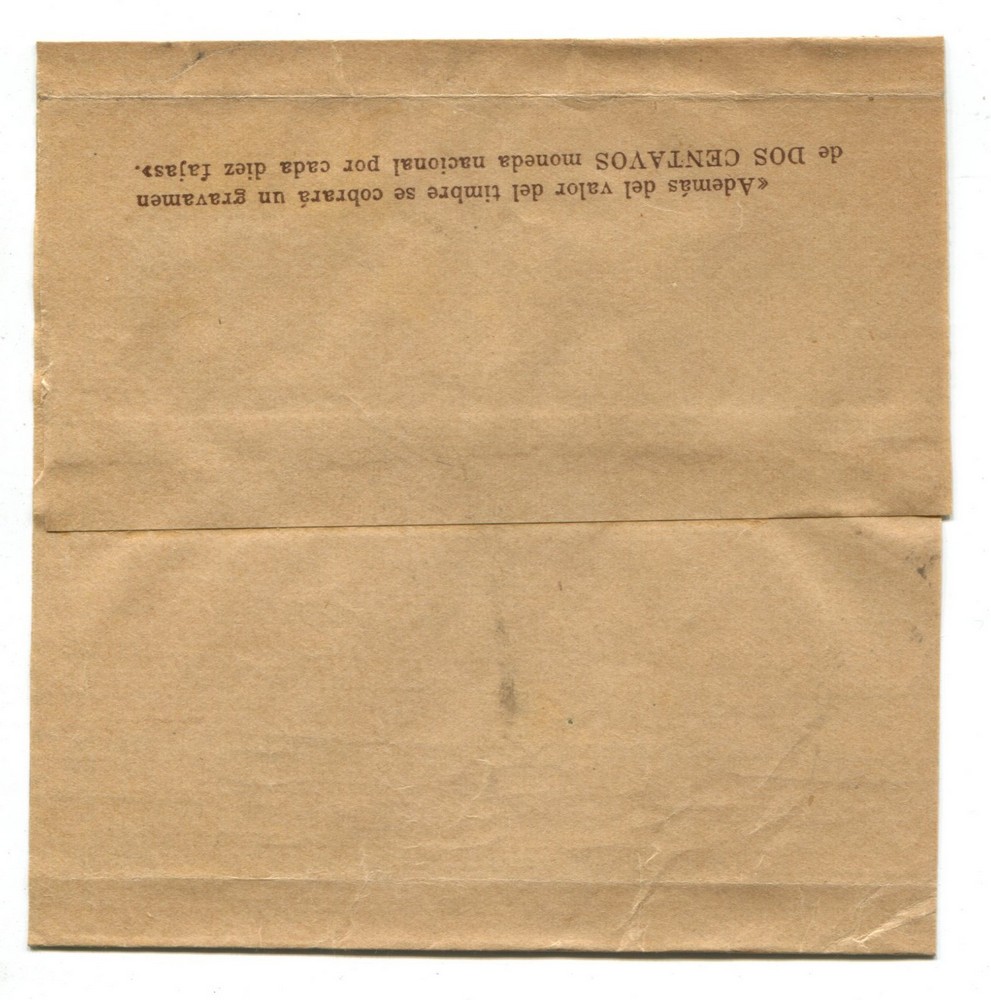 «Además del valor del timbre se cobrará un gravamen
de DOS CENTAVOS moneda nacional por cada diez fajas».